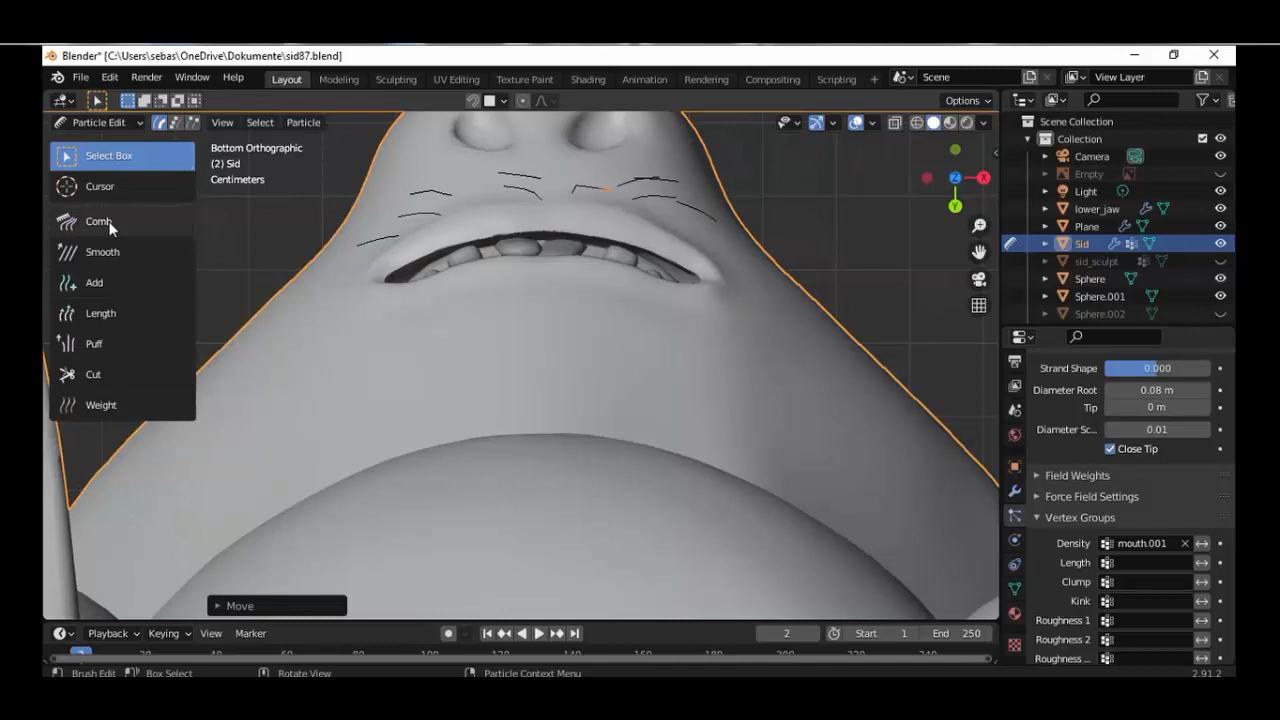 Blender* [C:\Users\sebas\OneDrive\Dokumente\sid87.blend]
File Edit Render Window Help Layout Modeling Sculpting UV Editing Texture Paint Shading Animation Rendering Compositing Scripting + Scene View Layer
Options
Particle Edit View Select Particle
Select Box
Cursor
Comb
Smooth
Add
Length
Puff
Cut
Weight
Bottom Orthographic
(2) Sid
Centimeters
X
Z
Y
Move
Scene Collection
Collection
Camera
Empty
Light
lower_jaw
Plane
Sid
sid_sculpt
Sphere
Sphere.001
Sphere.002
Strand Shape 0.000
Diameter Root 0.08 m
Tip 0 m
Diameter Sc... 0.01
Close Tip
Field Weights
Force Field Settings
Vertex Groups
Density mouth.001
Length
Clump
Kink
Roughness 1
Roughness 2
Roughness ...
Playback Keying View Marker 2 Start 1 End 250
Brush Edit Box Select Rotate View Particle Context Menu 2.91.2